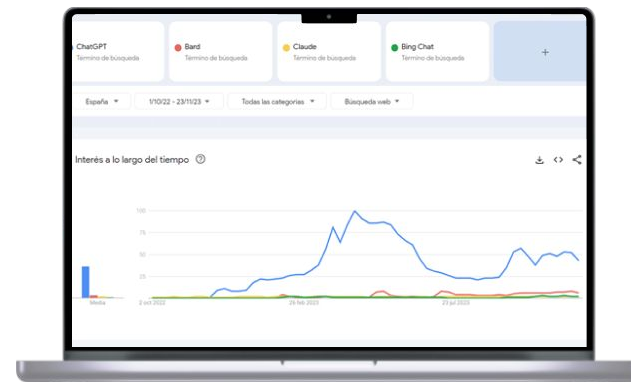 ChatGPT
Término de búsqueda
Bard
Término de búsqueda
Claude
Término de búsqueda
Bing Chat
Término de búsqueda
+
España
1/10/22 - 23/11/23
Todas las categorías
Búsqueda web
Interés a lo largo del tiempo
100
75
50
25
Media
2 oct 2022
26 feb 2023
23 jul 2023